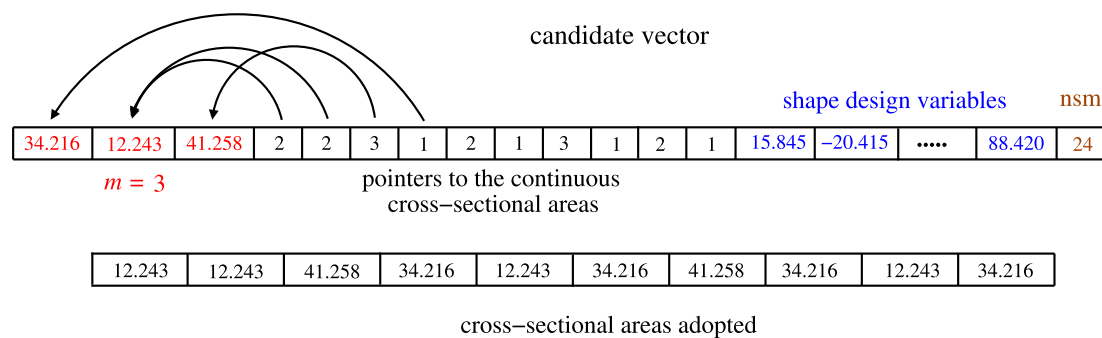 candidate vector
shape design variables nsm
34.216 12.243 41.258 2 2 3 1 2 1 3 1 2 1 15.845 −20.415 ••••• 88.420 24
m = 3
pointers to the continuous
cross−sectional areas
12.243 12.243 41.258 34.216 12.243 34.216 41.258 34.216 12.243 34.216
cross−sectional areas adopted